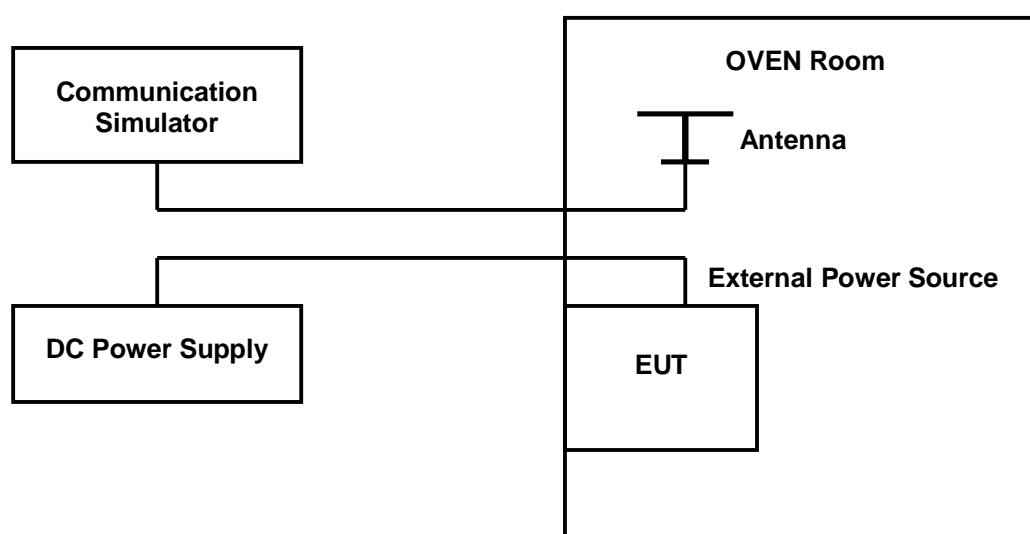 OVEN Room
Communication
Simulator
Antenna
External Power Source
DC Power Supply
EUT